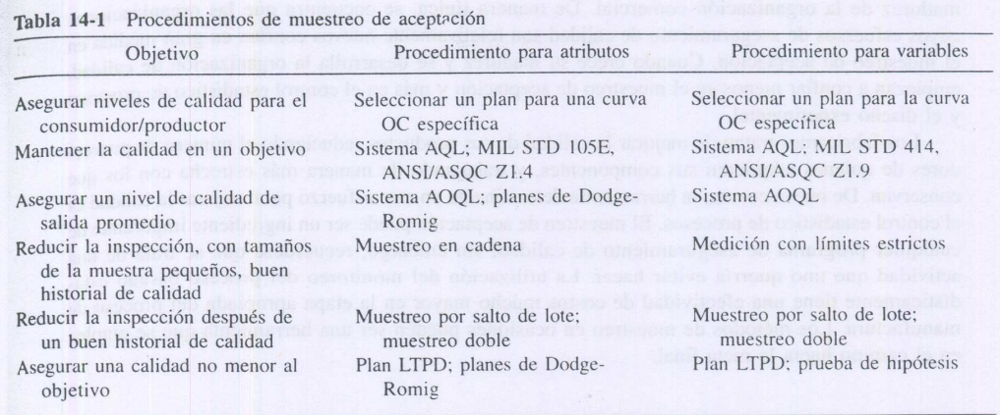 Tabla 14-1 Procedimientos de muestreo de aceptación
Objetivo Procedimiento para atributos Procedimiento para variables
Asegurar niveles de calidad para el Seleccionar un plan para una curva Seleccionar un plan para la curva
consumidor/productor OC específica OC específica
Mantener la calidad en un objetivo Sistema AQL; MIL STD 105E, Sistema AQL; MIL STD 414,
ANSI/ASQC Z1.4 ANSI/ASQC Z1.9
Asegurar un nivel de calidad de Sistema AOQL; planes de Dodge- Sistema AOQL
salida promedio Romig
Reducir la inspección, con tamaños Muestreo en cadena Medición con límites estrictos
de la muestra pequeños, buen
historial de calidad
Reducir la inspección después de Muestreo por salto de lote; Muestreo por salto de lote;
un buen historial de calidad muestreo doble muestreo doble
Asegurar una calidad no menor al Plan LTPD; planes de Dodge- Plan LTPD; prueba de hipótesis
objetivo Romig